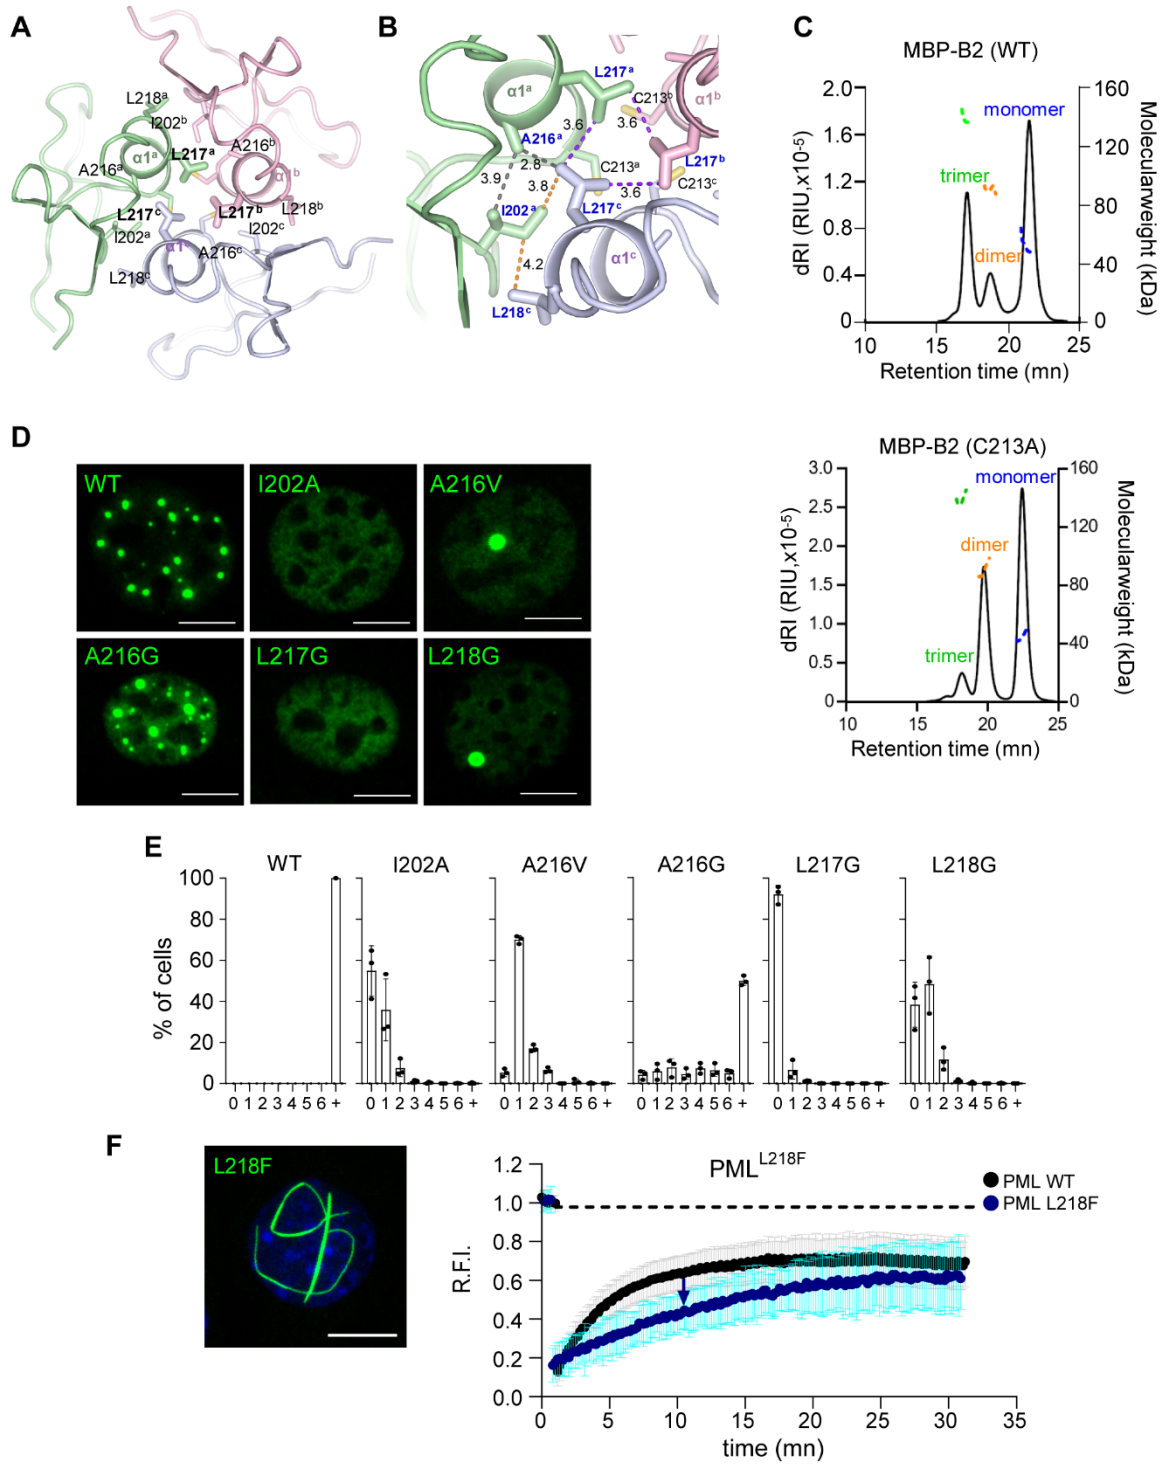 A
L218ᵃ
I202ᵇ
α1ᵃ
A216ᵇ
A216ᵃ
L217ᵃ
α1ᵇ
L217ᶜ
L217ᵇ
L218ᵇ
I202ᵃ
I202ᶜ
α1ᶜ
A216ᶜ
L218ᶜ
B
L217ᵃ
α1ᵃ
C213ᵇ
α1ᵇ
3.6
3.6
A216ᵃ
2.8
C213ᵃ
L217ᵇ
3.9
3.8
C213ᶜ
3.6
I202ᵃ
L217ᶜ
4.2
α1ᶜ
L218ᶜ
C
MBP-B2 (WT)
2.0
1.6
1.2
0.8
0.4
0
dRI (RIU,x10⁻⁵)
trimer
dimer
monomer
160
120
80
40
0
Molecularweight (kDa)
10 15 20 25
Retention time (mn)
MBP-B2 (C213A)
3.0
2.5
2.0
1.5
1.0
0.5
0
dRI (RIU,x10⁻⁵)
monomer
dimer
trimer
160
120
80
40
0
Molecularweight (kDa)
10 15 20 25
Retention time (mn)
D
WT I202A A216V
A216G L217G L218G
E
WT I202A A216V A216G L217G L218G
100
80
60
40
20
0
% of cells
0 1 2 3 4 5 6 + 0 1 2 3 4 5 6 + 0 1 2 3 4 5 6 + 0 1 2 3 4 5 6 + 0 1 2 3 4 5 6 + 0 1 2 3 4 5 6 +
F
L218F
PML L218F
1.2
1.0
0.8
0.6
0.4
0.2
0.0
R.F.I.
PML WT
PML L218F
0 5 10 15 20 25 30 35
time (mn)